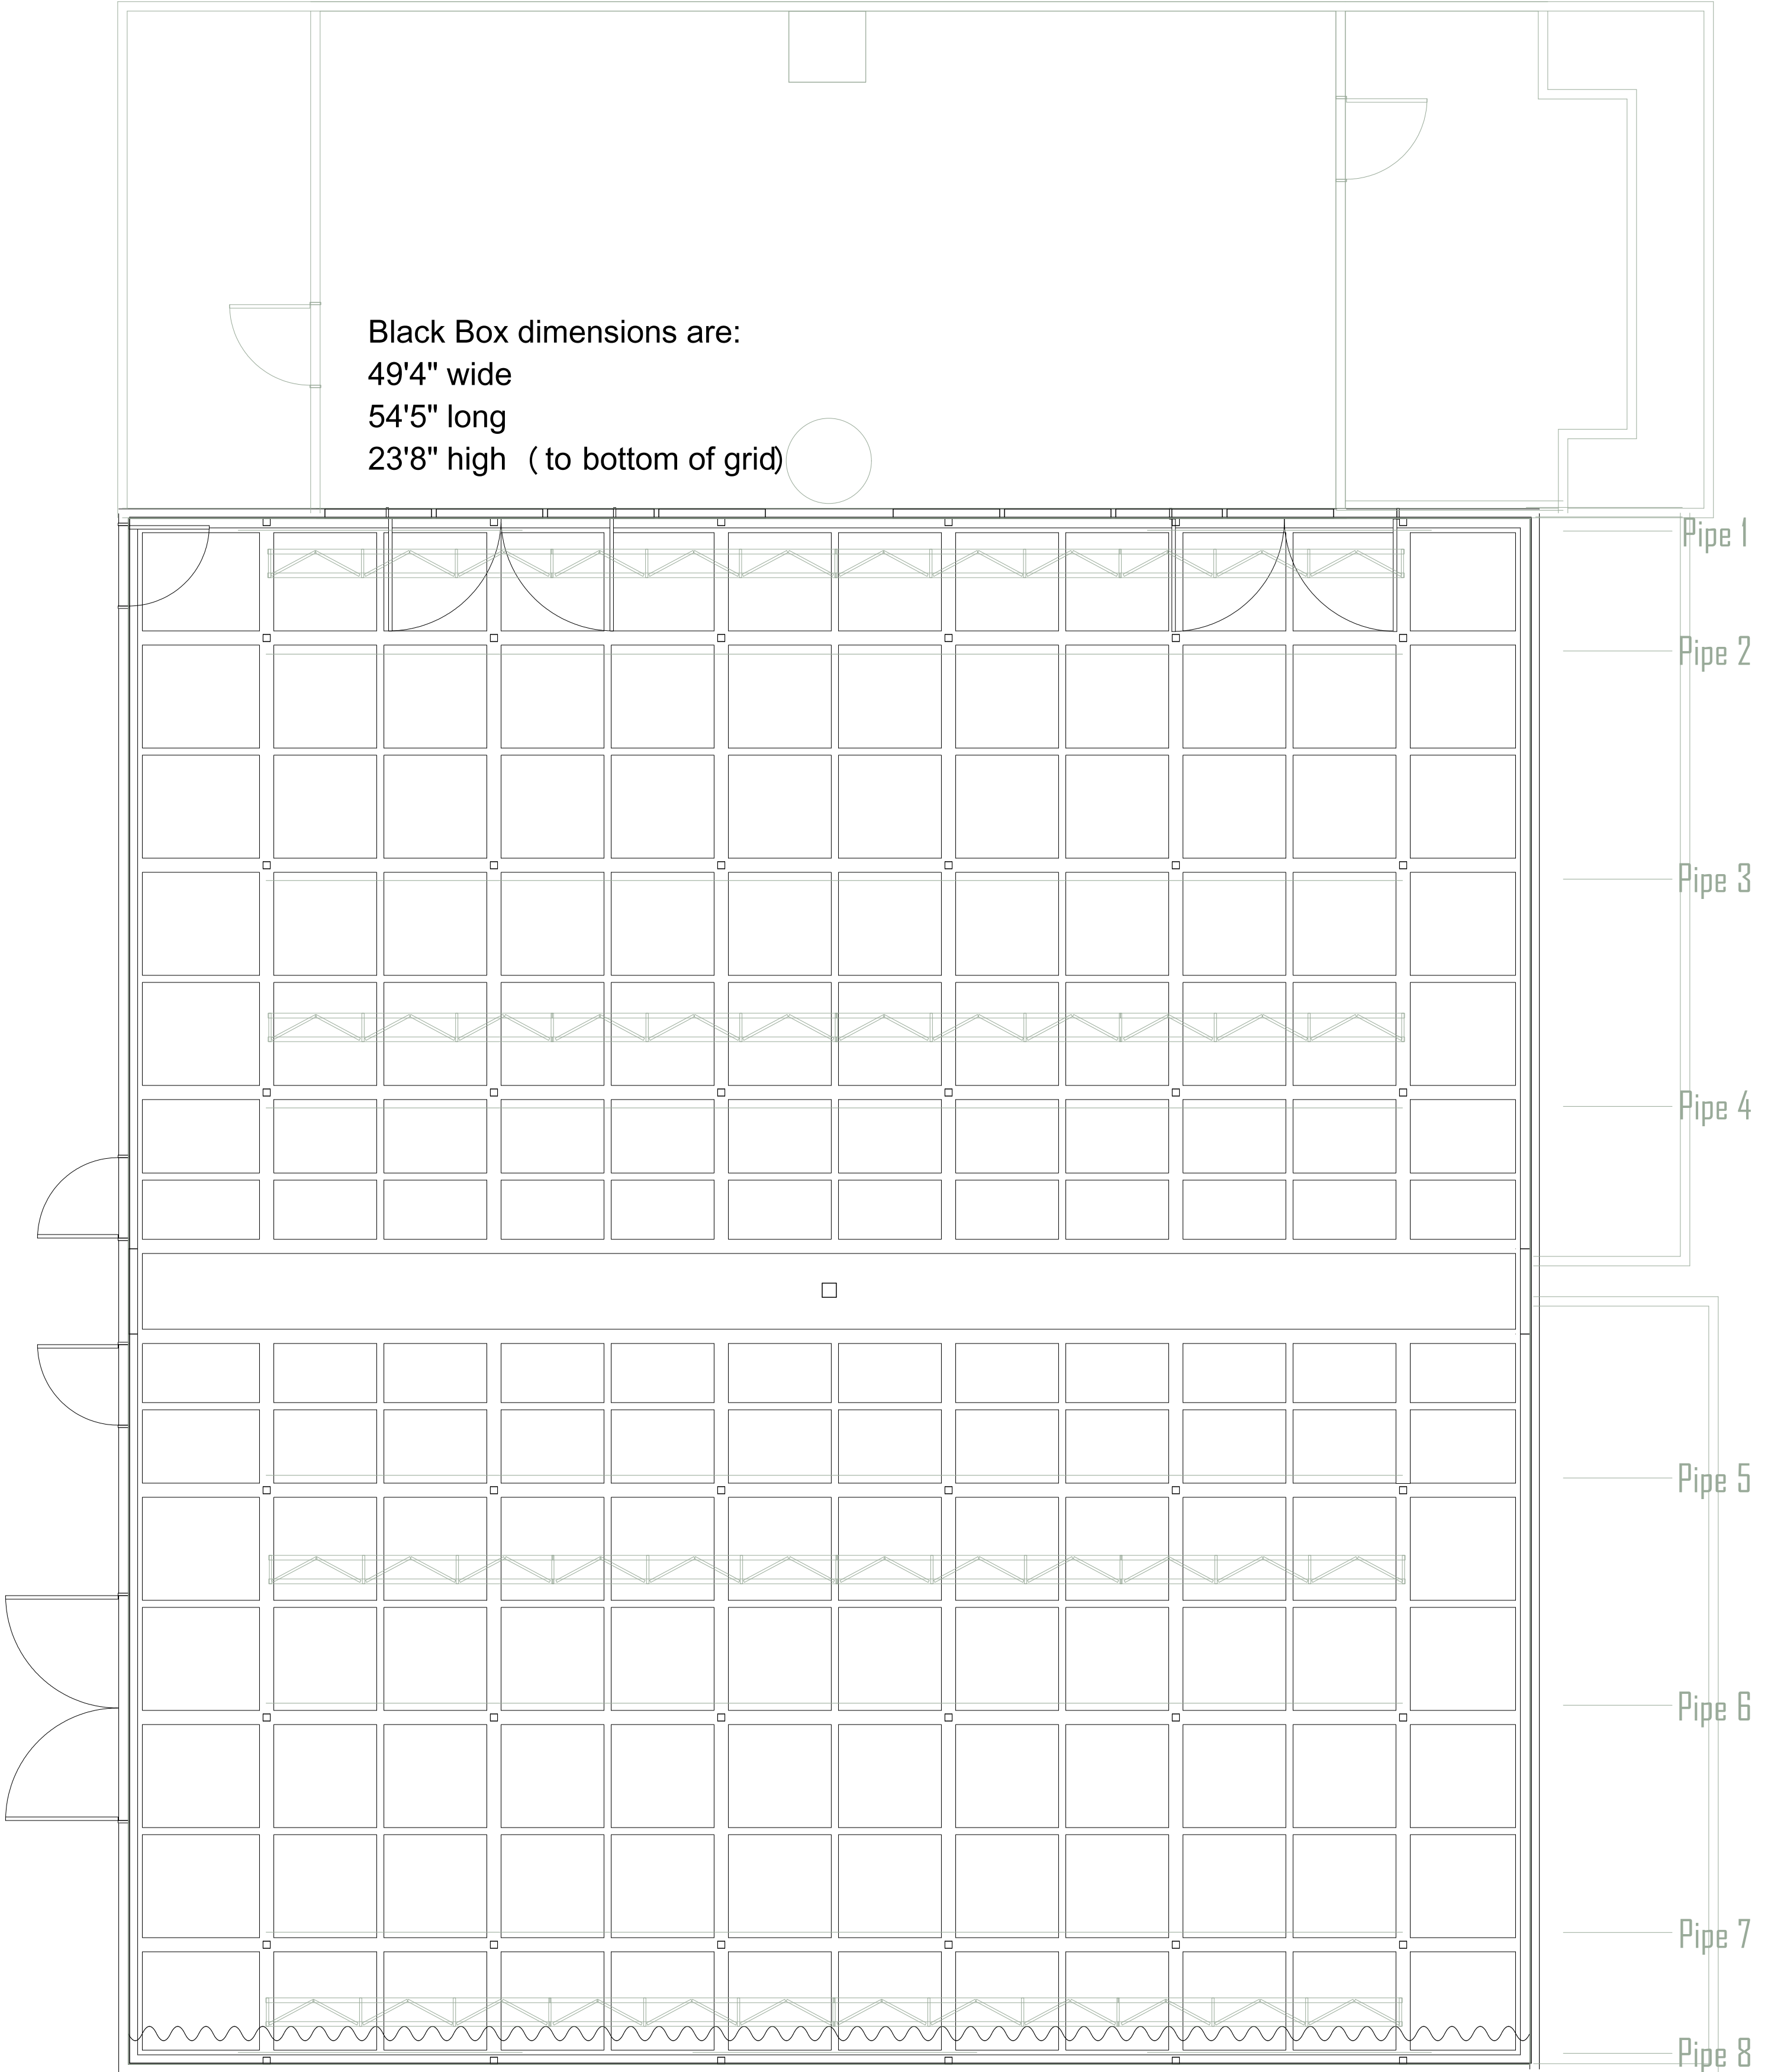 Black Box dimensions are:
49'4" wide
54'5" long
23'8" high ( to bottom of grid)
Pipe 1
Pipe 2
Pipe 3
Pipe 4
Pipe 5
Pipe 6
Pipe 7
Pipe 8